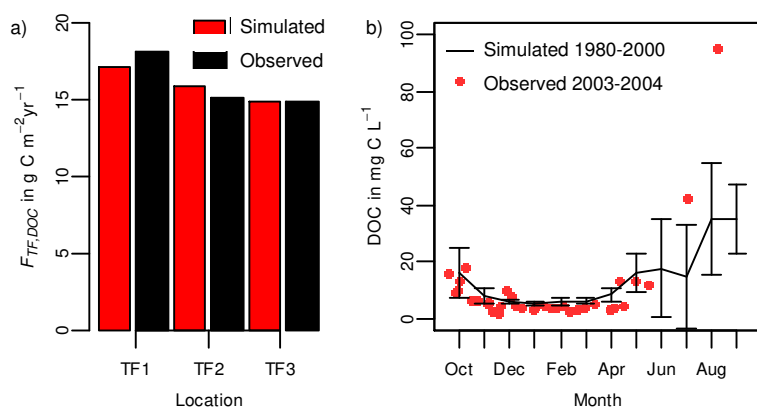 a)
Simulated
Observed
F_TF,DOC in g C m⁻²yr⁻¹
20
15
10
5
0
TF1 TF2 TF3
Location
b)
Simulated 1980-2000
Observed 2003-2004
DOC in mg C L⁻¹
100
80
60
40
20
0
Oct Dec Feb Apr Jun Aug
Month